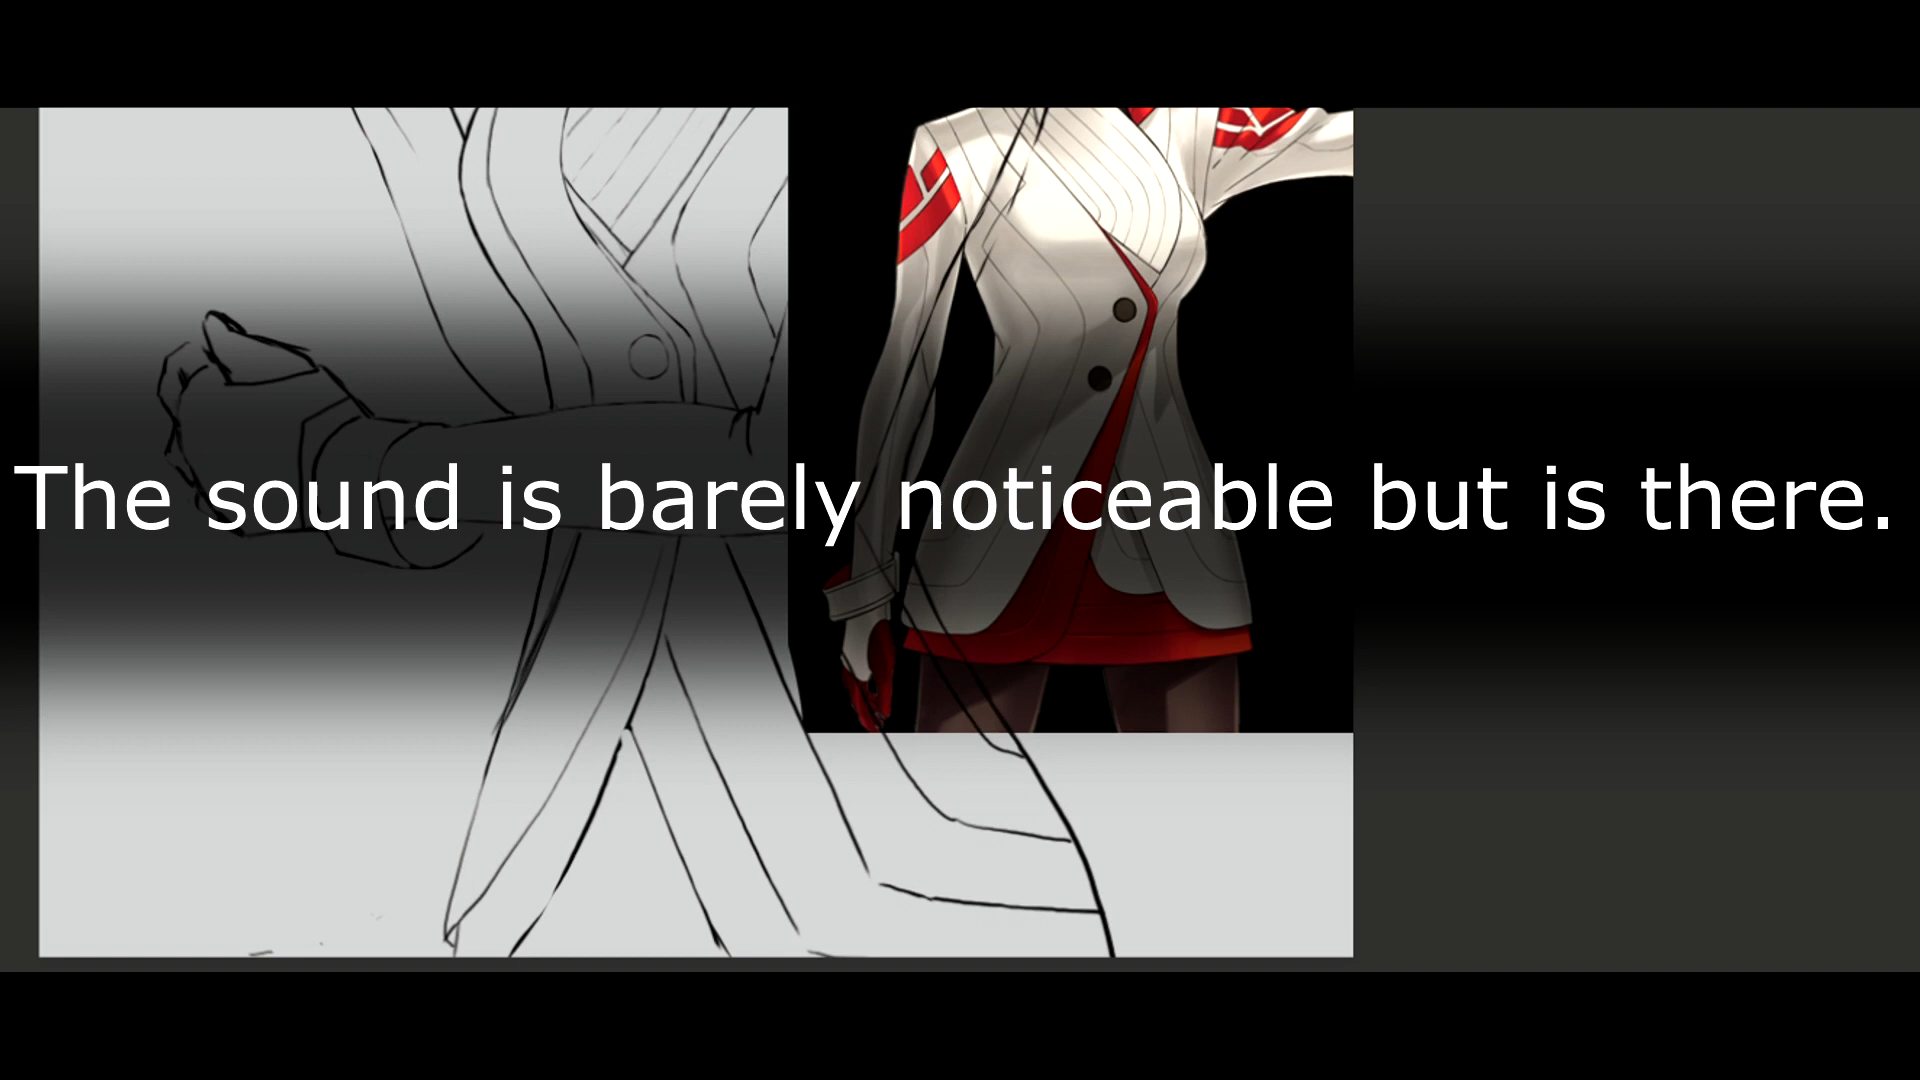 The sound is barely noticeable but is there.